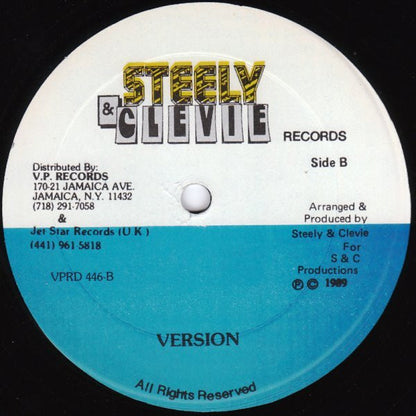 STEELY
& CLEVIE
RECORDS
Side B
Distributed By:
V.P. RECORDS
170-21 JAMAICA AVE.
JAMAICA, N.Y. 11432
(718) 291-7058
&
Jet Star Records (U K )
(441) 961 5818
VPRD 446-B
Arranged &
Produced by
Steely & Clevie
For
S & C
Productions
Ⓟ © 1989
VERSION
All Rights Reserved